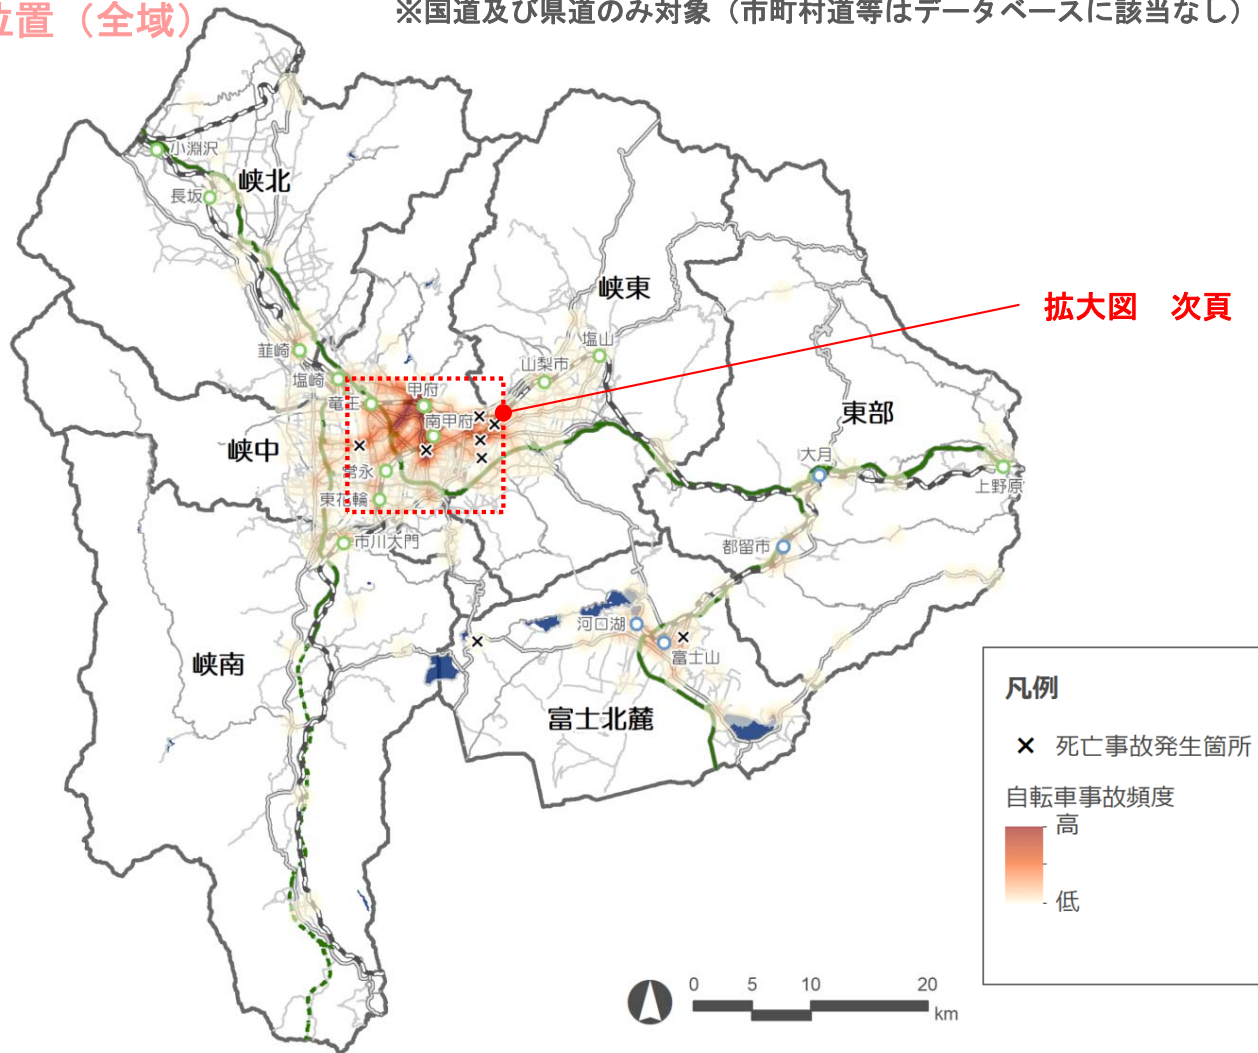 位置（全域）
※国道及び県道のみ対象（市町村道等はデータベースに該当なし）
小淵沢
峡北
長坂
峡東
拡大図　次頁
塩山
韮崎
山梨市
塩崎
甲府
竜王
東部
南甲府
峡中
大月
常永
上野原
東花輪
市川大門
都留市
河口湖
富士山
峡南
富士北麓
凡例
× 死亡事故発生箇所
自転車事故頻度
高
低
0 5 10 20
km